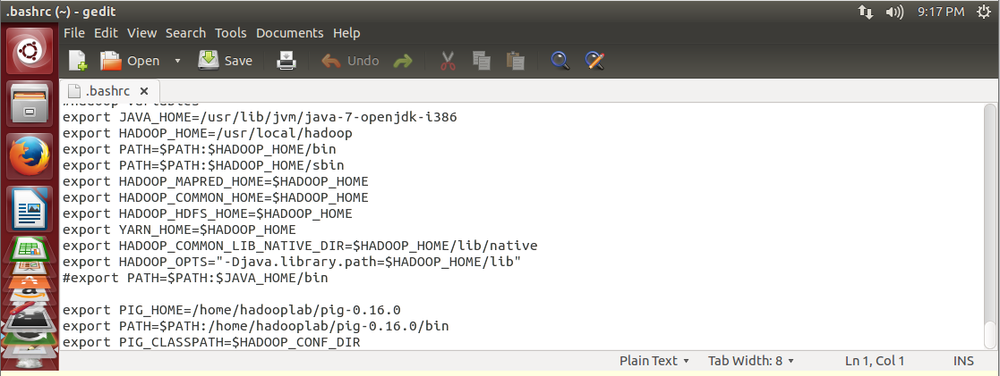 .bashrc (~) - gedit
9:17 PM
File Edit View Search Tools Documents Help
Open Save Undo
.bashrc
#hadoop variables
export JAVA_HOME=/usr/lib/jvm/java-7-openjdk-i386
export HADOOP_HOME=/usr/local/hadoop
export PATH=$PATH:$HADOOP_HOME/bin
export PATH=$PATH:$HADOOP_HOME/sbin
export HADOOP_MAPRED_HOME=$HADOOP_HOME
export HADOOP_COMMON_HOME=$HADOOP_HOME
export HADOOP_HDFS_HOME=$HADOOP_HOME
export YARN_HOME=$HADOOP_HOME
export HADOOP_COMMON_LIB_NATIVE_DIR=$HADOOP_HOME/lib/native
export HADOOP_OPTS="-Djava.library.path=$HADOOP_HOME/lib"
#export PATH=$PATH:$JAVA_HOME/bin
export PIG_HOME=/home/hadooplab/pig-0.16.0
export PATH=$PATH:/home/hadooplab/pig-0.16.0/bin
export PIG_CLASSPATH=$HADOOP_CONF_DIR
Plain Text Tab Width: 8 Ln 1, Col 1 INS